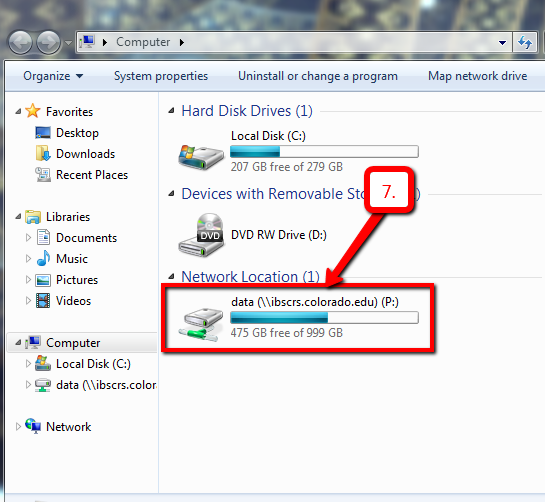 Computer
Organize
System properties
Uninstall or change a program
Map network drive
Favorites
Desktop
Downloads
Recent Places
Libraries
Documents
Music
Pictures
Videos
Computer
Local Disk (C:)
data (\\ibscrs.colora
Network
Hard Disk Drives (1)
Local Disk (C:)
207 GB free of 279 GB
Devices with Removable
7.
DVD
DVD RW Drive (D:)
Network Location (1)
data (\\ibscrs.colorado.edu) (P:)
475 GB free of 999 GB